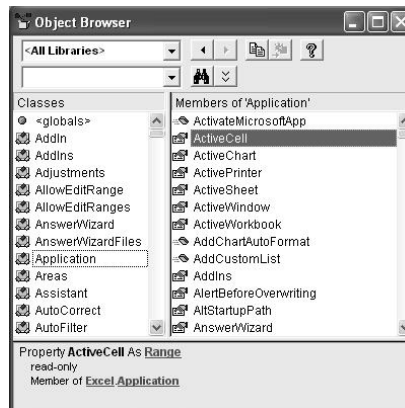 Object Browser
<All Libraries>
Classes
<globals>
AddIn
AddIns
Adjustments
AllowEditRange
AllowEditRanges
AnswerWizard
AnswerWizardFiles
Application
Areas
Assistant
AutoCorrect
AutoFilter
Members of 'Application'
ActivateMicrosoftApp
ActiveCell
ActiveChart
ActivePrinter
ActiveSheet
ActiveWindow
ActiveWorkbook
AddChartAutoFormat
AddCustomList
AddIns
AlertBeforeOverwriting
AltStartupPath
AnswerWizard
Property ActiveCell As Range
read-only
Member of Excel.Application